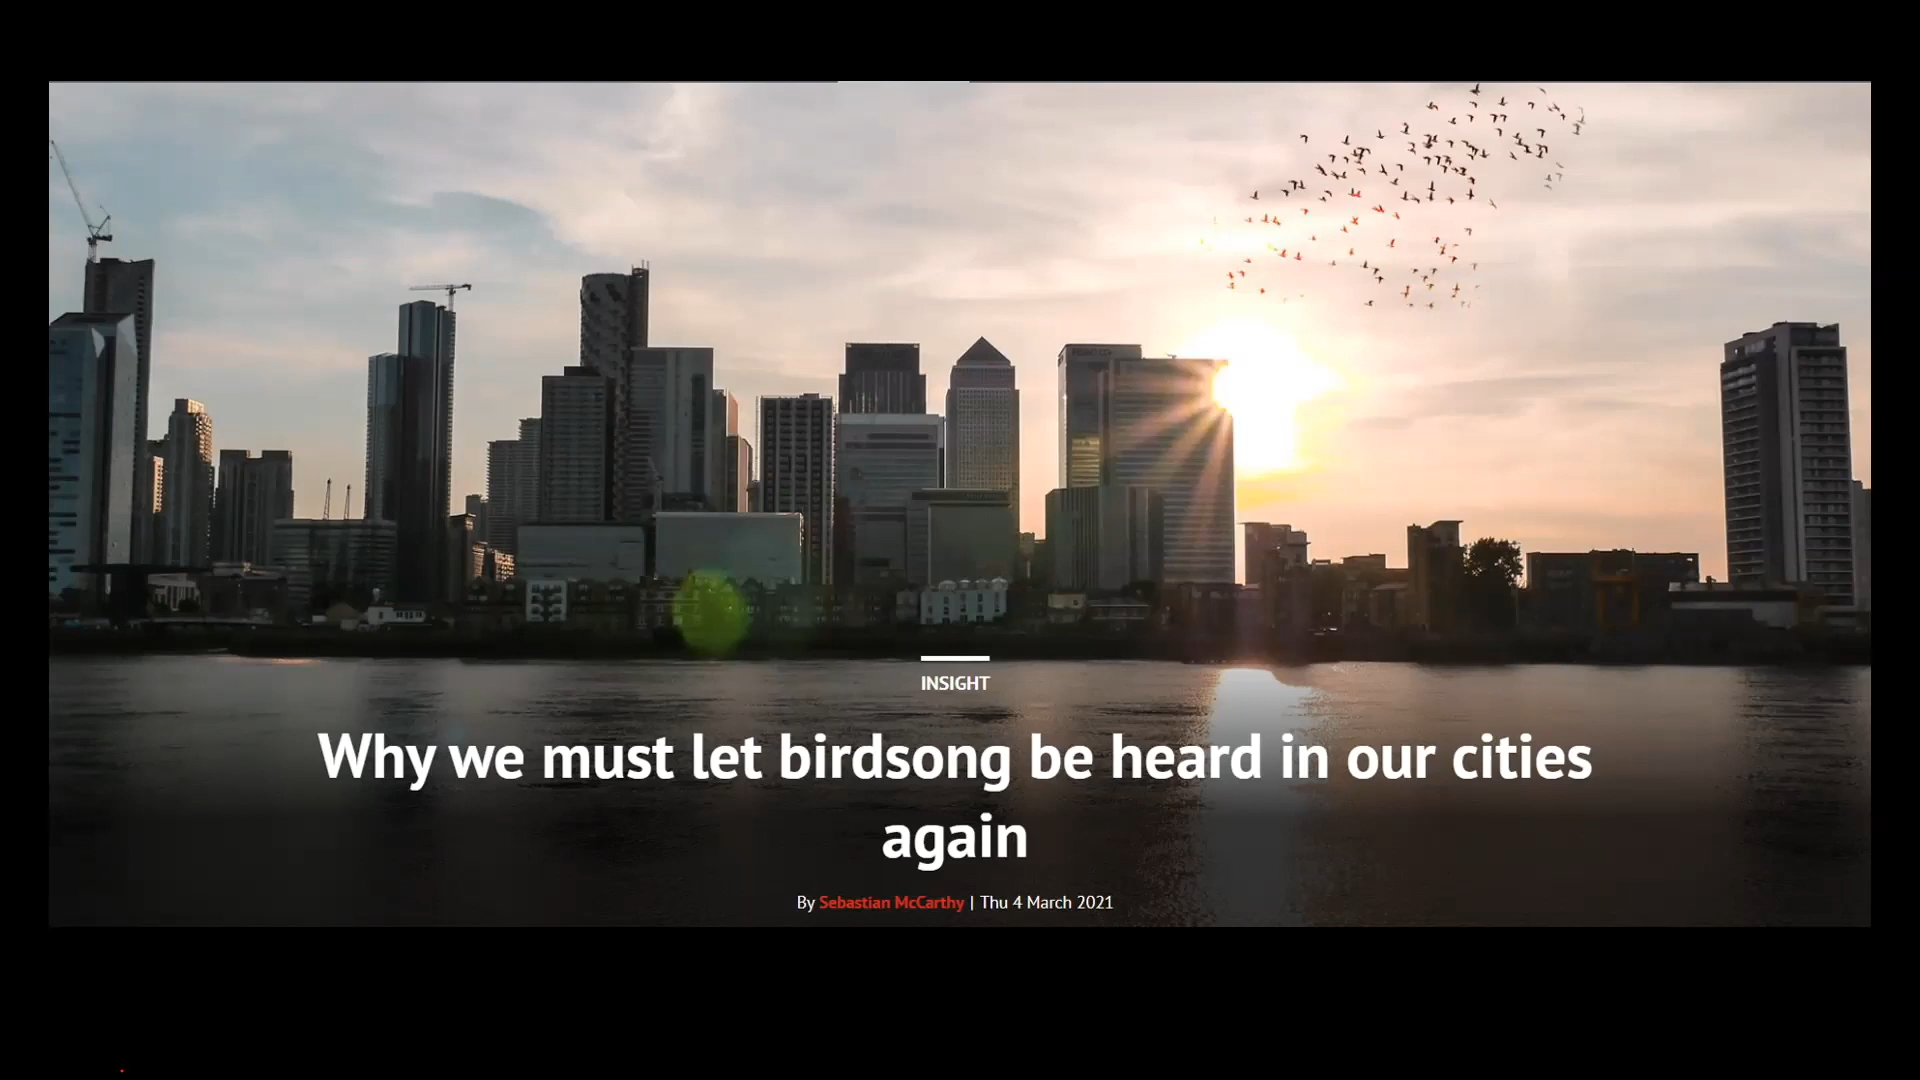 INSIGHT
Why we must let birdsong be heard in our cities
again
By Sebastian McCarthy | Thu 4 March 2021